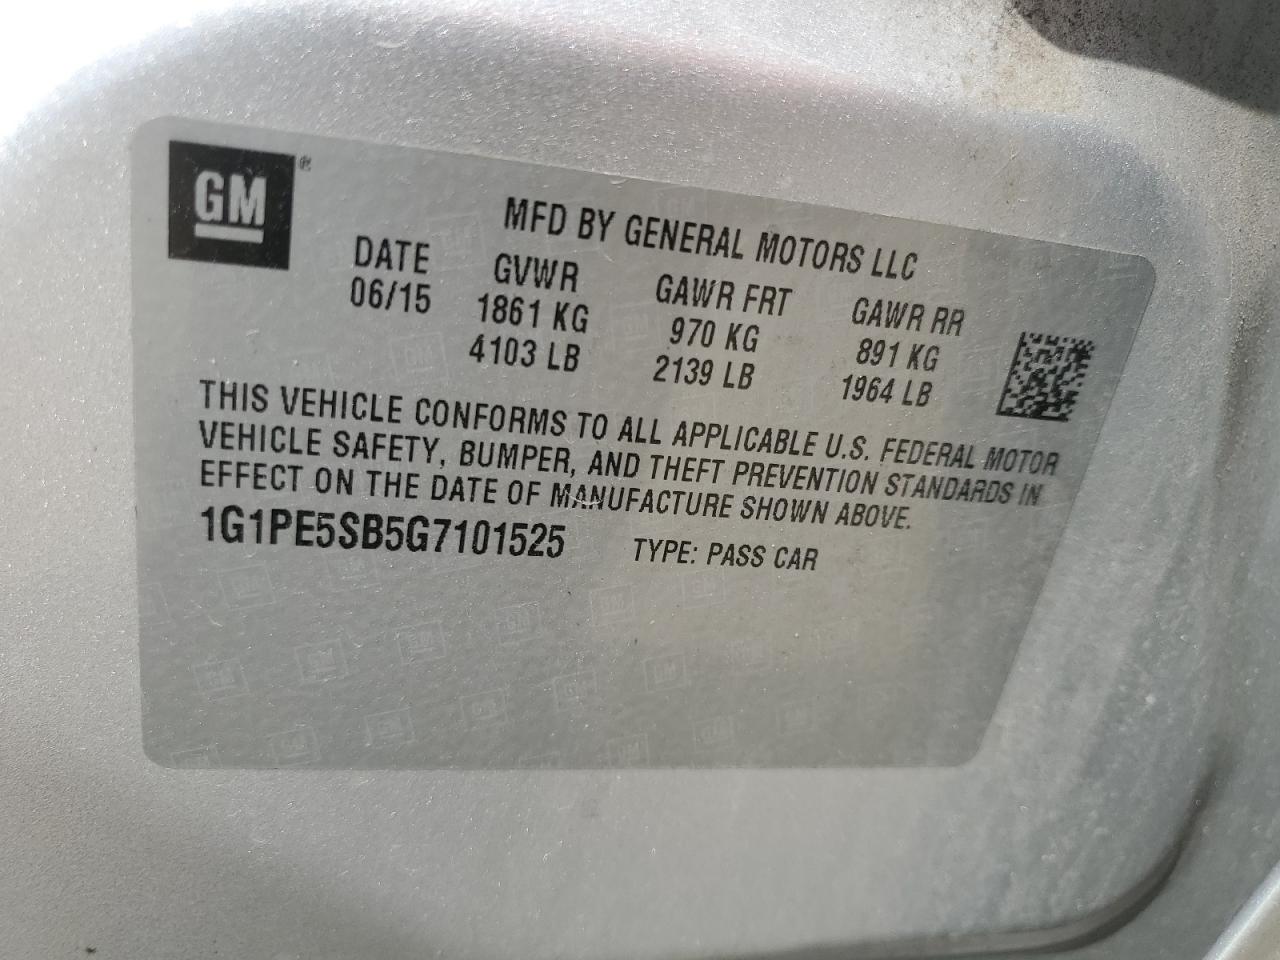 GM®
MFD BY GENERAL MOTORS LLC
DATE GVWR GAWR FRT GAWR RR
06/15 1861 KG 970 KG 891 KG
4103 LB 2139 LB 1964 LB
THIS VEHICLE CONFORMS TO ALL APPLICABLE U.S. FEDERAL MOTOR
VEHICLE SAFETY, BUMPER, AND THEFT PREVENTION STANDARDS IN
EFFECT ON THE DATE OF MANUFACTURE SHOWN ABOVE.
1G1PE5SB5G7101525 TYPE: PASS CAR